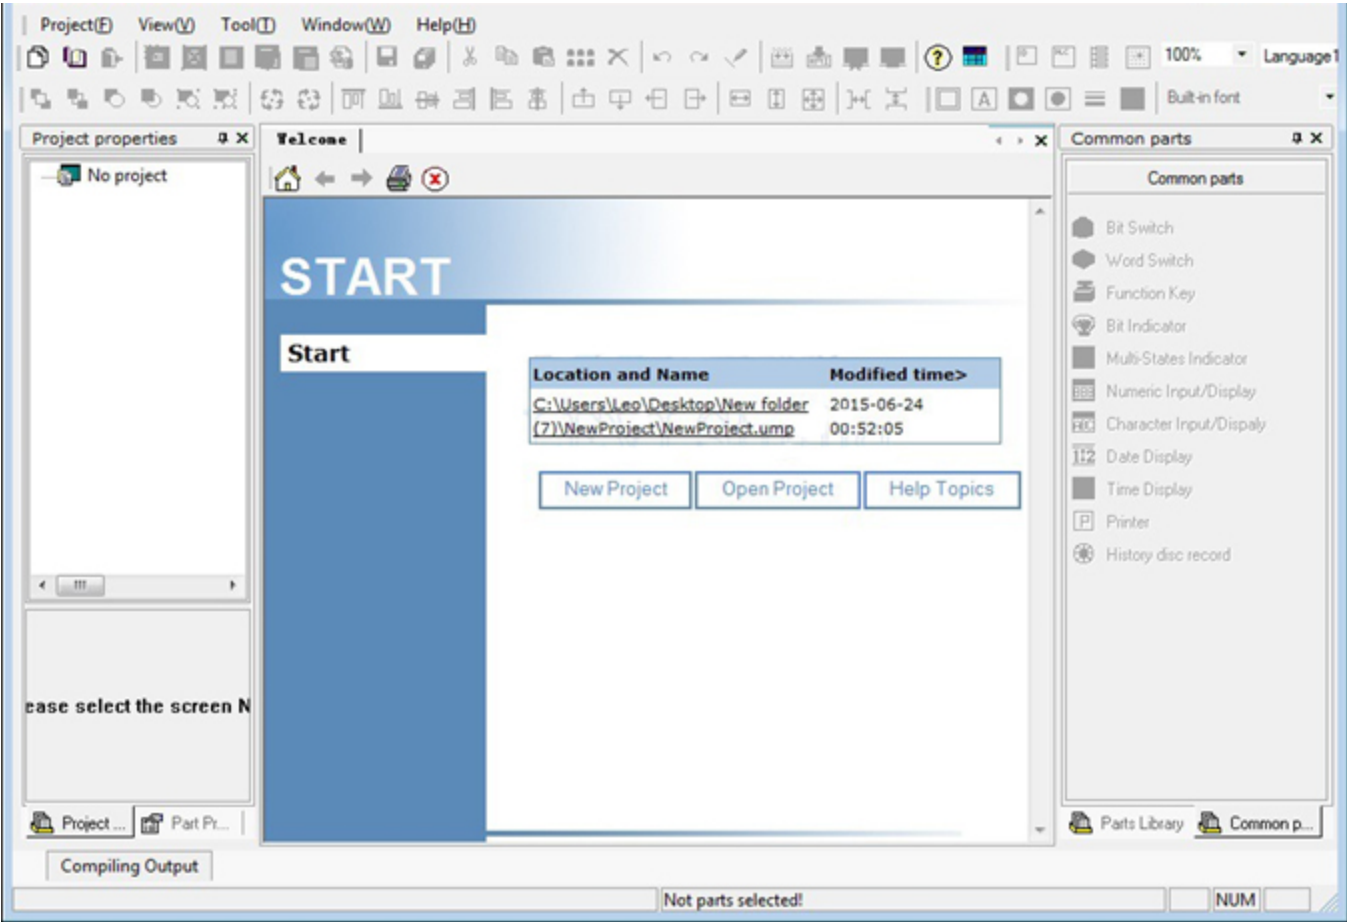 Project(F) View(V) Tool(T) Window(W) Help(H)
100% Language1
A Built-in font
Project properties
Welcome
Common parts
No project
Common parts
START
Start
Location and Name Modified time>
C:\Users\Leo\Desktop\New folder 2015-06-24
(7)\NewProject\NewProject.ump 00:52:05
New Project Open Project Help Topics
Bit Switch
Word Switch
Function Key
Bit Indicator
Multi-States Indicator
Numeric Input/Display
Character Input/Dispaly
Date Display
Time Display
Printer
History disc record
ease select the screen N
Project ... Part Pr...
Parts Library Common p...
Compiling Output
Not parts selected! NUM